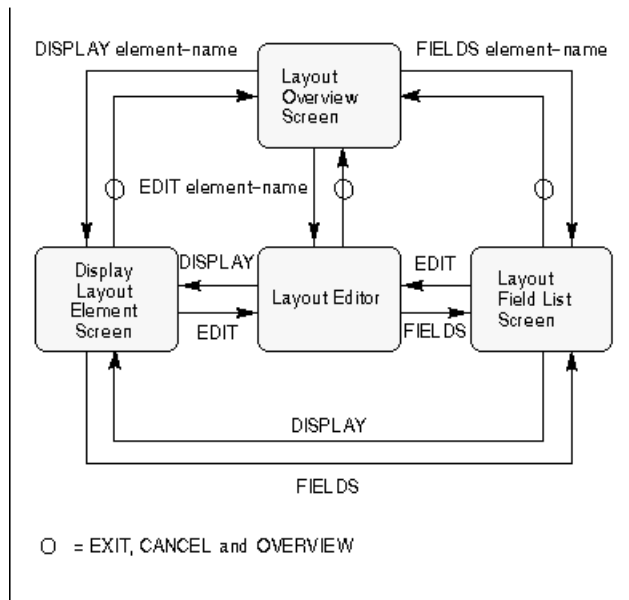 DISPLAY element-name
FIELDS element-name
Layout
Overview
Screen
EDIT element-name
Display
Layout
Element
Screen
DISPLAY
EDIT
Layout Editor
EDIT
FIELDS
Layout
Field List
Screen
DISPLAY
FIELDS
= EXIT, CANCEL and OVERVIEW